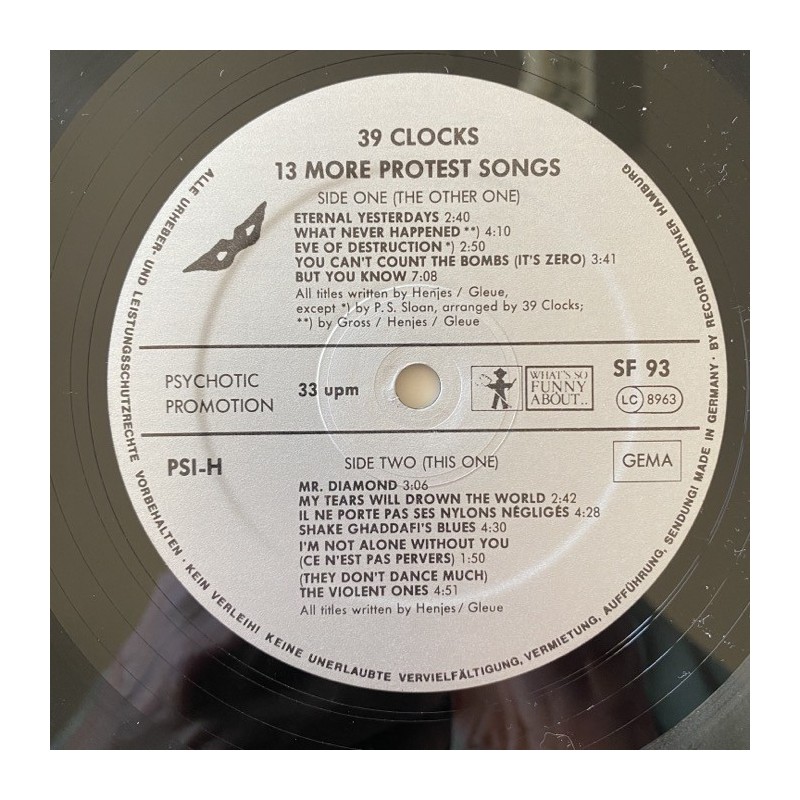 39 CLOCKS
13 MORE PROTEST SONGS
SIDE ONE (THE OTHER ONE)
ETERNAL YESTERDAYS 2:40
WHAT NEVER HAPPENED **) 4:10
EVE OF DESTRUCTION *) 2:50
YOU CAN'T COUNT THE BOMBS (IT'S ZERO) 3:41
BUT YOU KNOW 7:08
All titles written by Henjes / Gleue,
except *) by P. S. Sloan, arranged by 39 Clocks;
**) by Gross / Henjes / Gleue
PSYCHOTIC
PROMOTION
33 upm
WHAT'S SO
FUNNY
ABOUT..
SF 93
LC 8963
PSI-H
SIDE TWO (THIS ONE)
GEMA
MR. DIAMOND 3:06
MY TEARS WILL DROWN THE WORLD 2:42
IL NE PORTE PAS SES NYLONS NÉGLIGÉS 4:28
SHAKE GHADDAFI'S BLUES 4:30
I'M NOT ALONE WITHOUT YOU
(CE N'EST PAS PERVERS) 1:50
(THEY DON'T DANCE MUCH)
THE VIOLENT ONES 4:51
All titles written by Henjes / Gleue
ALLE URHEBER- UND LEISTUNGSSCHUTZRECHTE VORBEHALTEN · KEIN VERLEIH! KEINE UNERLAUBTE VERVIELFÄLTIGUNG, VERMIETUNG, AUFFÜHRUNG, SENDUNG! MADE IN GERMANY · BY RECORD PARTNER HAMBURG